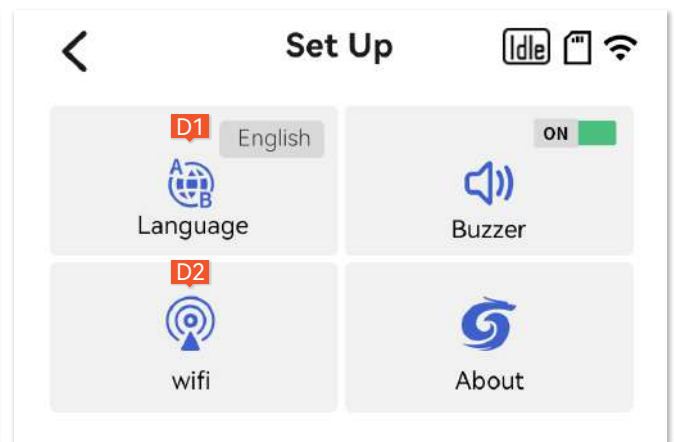 Set Up
Idle
D1
English
A
B
Language
ON
Buzzer
D2
wifi
About